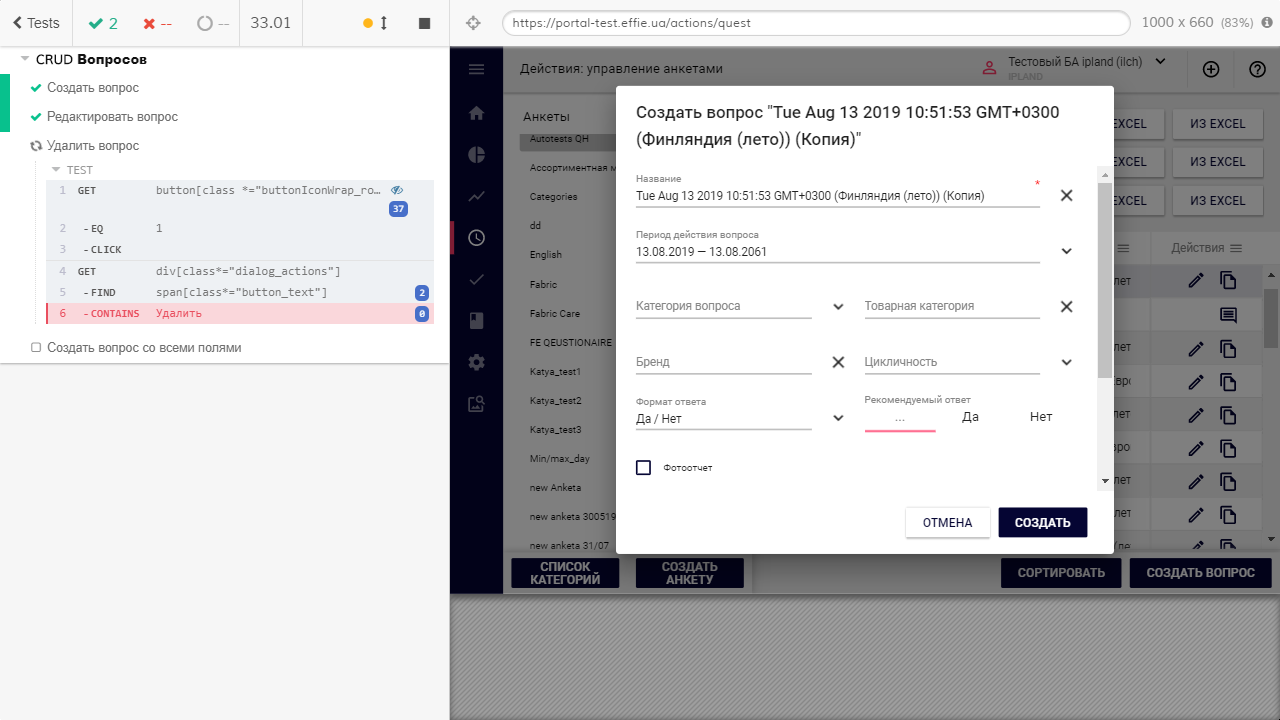 Tests
2
--
--
33.01
https://portal-test.effie.ua/actions/quest
1000 x 660 (83%)
CRUD Вопросов
Создать вопрос
Редактировать вопрос
Удалить вопрос
TEST
1 GET button[class *="buttonIconWrap_ro...
37
2 - EQ 1
3 - CLICK
4 GET div[class*="dialog_actions"]
5 - FIND span[class*="button_text"] 2
6 - CONTAINS Удалить 0
Создать вопрос со всеми полями
Действия: управление анкетами
Тестовый БА ipland (ilch)
IPLAND
Анкеты
Autotests QH
Ассортиментная м
Categories
dd
English
Fabric
Fabric Care
FE QEUSTIONAIRE
Katya_test1
Katya_test2
Katya_test3
Min/max_day
new Anketa
new anketa 300519
new anketa 31/07
СПИСОК КАТЕГОРИЙ
СОЗДАТЬ АНКЕТУ
Создать вопрос "Tue Aug 13 2019 10:51:53 GMT+0300
(Финляндия (лето)) (Копия)"
Название *
Tue Aug 13 2019 10:51:53 GMT+0300 (Финляндия (лето)) (Копия)
Период действия вопроса
13.08.2019 — 13.08.2061
Категория вопроса Товарная категория
Бренд Цикличность
Формат ответа Рекомендуемый ответ
Да / Нет ... Да Нет
Фотоотчет
ОТМЕНА СОЗДАТЬ
EXCEL ИЗ EXCEL
EXCEL ИЗ EXCEL
EXCEL ИЗ EXCEL
Действия
СОРТИРОВАТЬ СОЗДАТЬ ВОПРОС